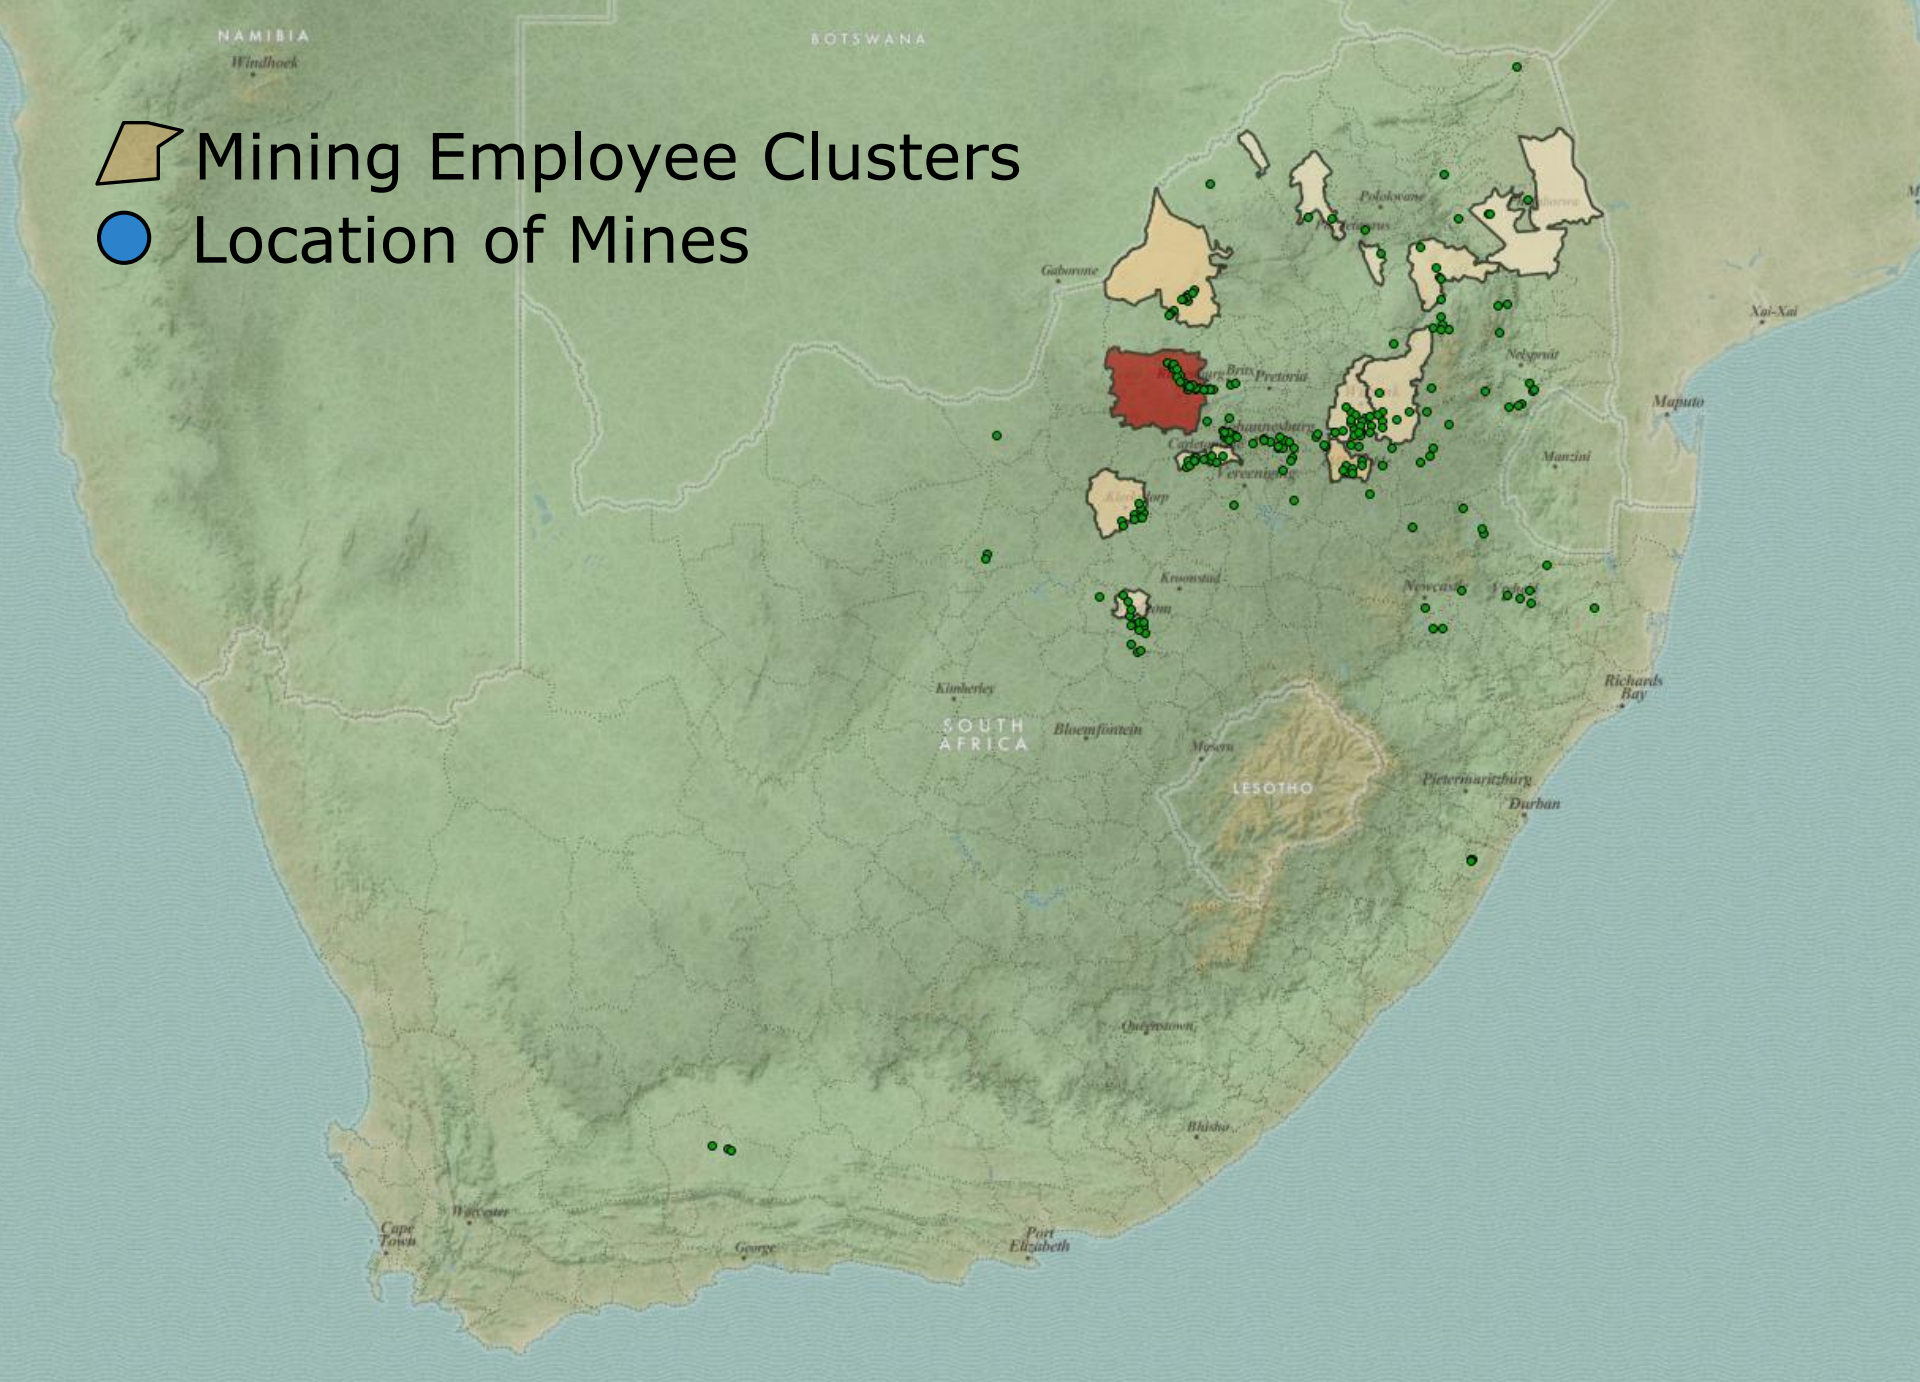 NAMIBIA
BOTSWANA
Windhoek
Mining Employee Clusters
Location of Mines
Polokwane
Gaborone
Xai-Xai
Nelspruit
Brits
Pretoria
Maputo
Johannesburg
Manzini
Vereeniging
Kroonstad
Newcastle
Kimberley
Richards
Bay
SOUTH
AFRICA
Bloemfontein
Maseru
LESOTHO
Pietermaritzburg
Durban
Queenstown
Bhisho
Worcester
Cape
Town
George
Port
Elizabeth